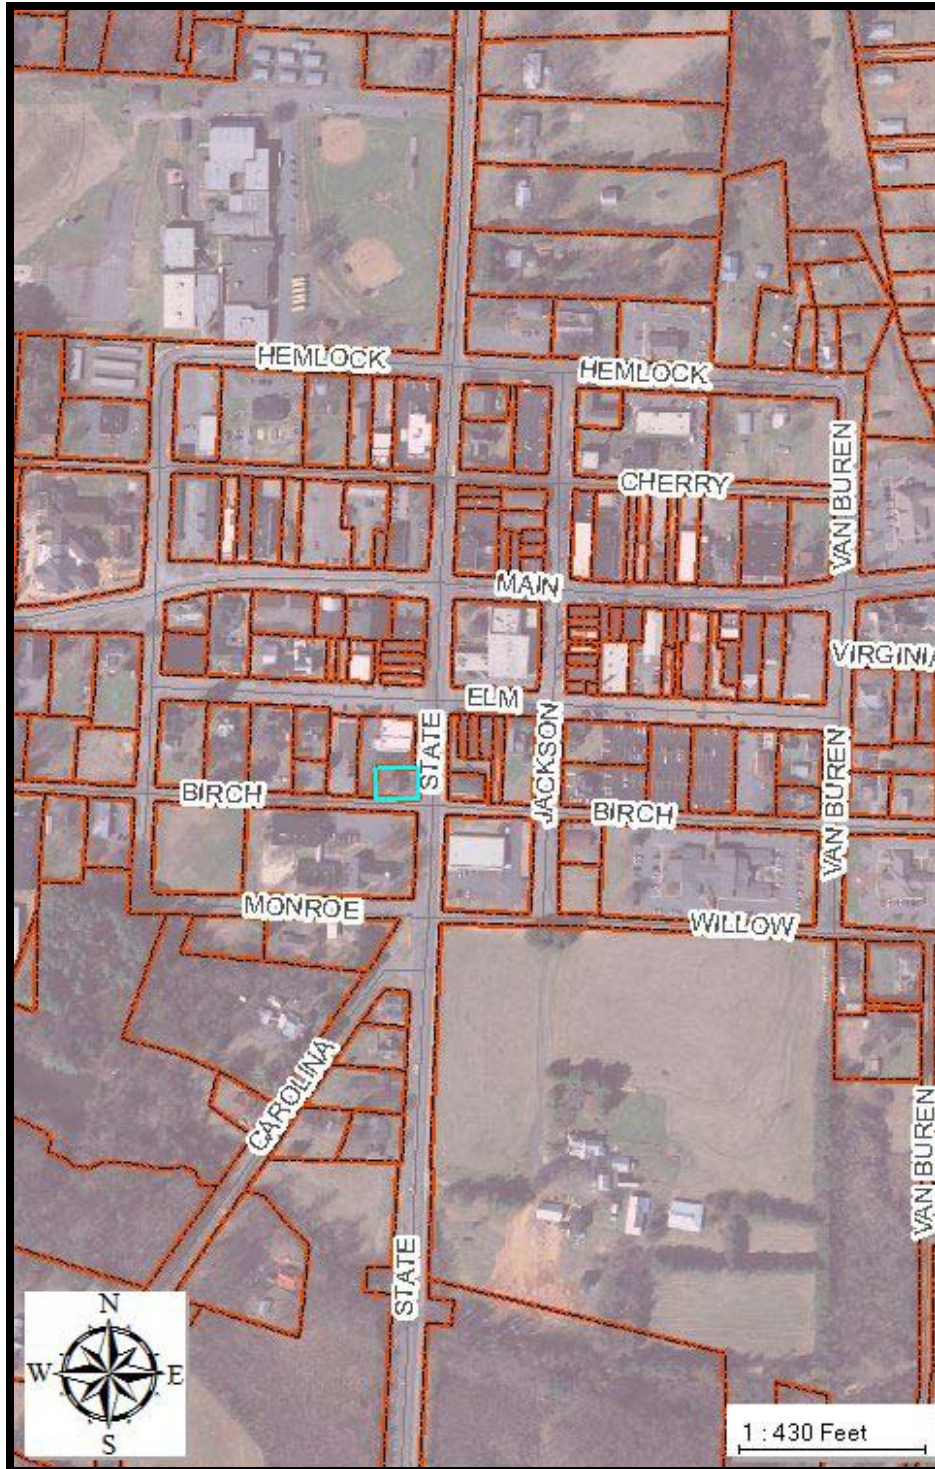 HEMLOCK
HEMLOCK
VAN BUREN
CHERRY
MAIN
VIRGINIA
ELM
STATE
JACKSON
VAN BUREN
BIRCH
BIRCH
MONROE
WILLOW
CAROLINA
VAN BUREN
STATE
N
W E
S
1 : 430 Feet